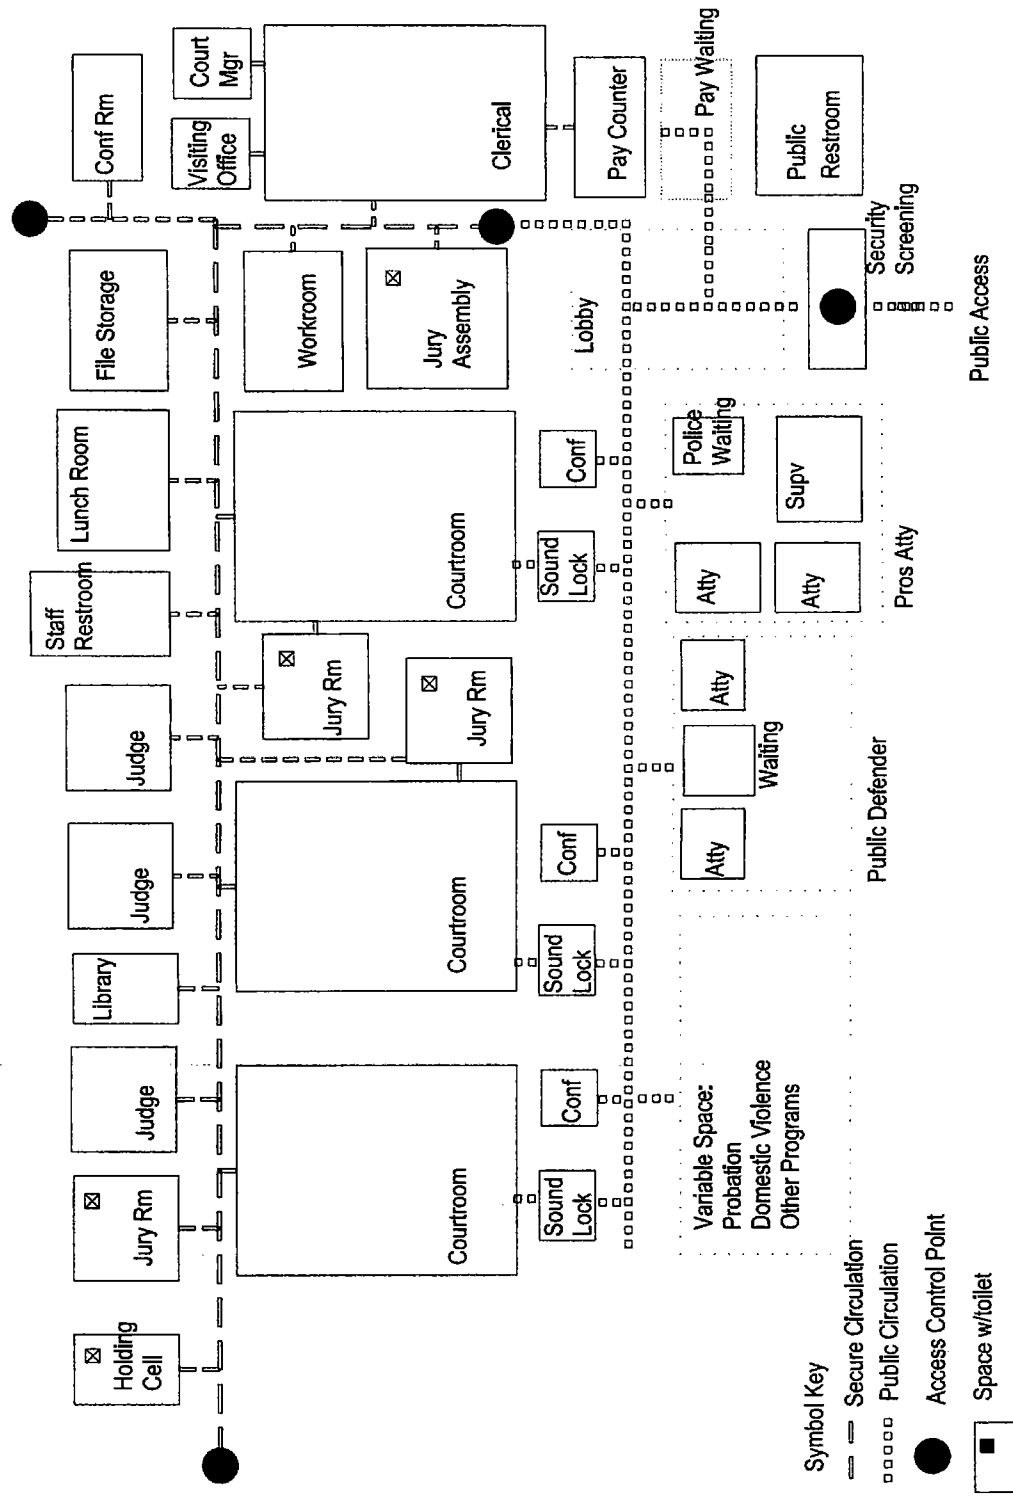 Conf Rm
Court
Mgr
Visiting
Office
Clerical
Pay Counter
Pay Waiting
Public
Restroom
File Storage
Workroom
Jury
Assembly
Lobby
Security
Screening
Public Access
Lunch Room
Courtroom
Conf
Sound
Lock
Police
Waiting
Supv
Atty
Atty
Pros Atty
Staff
Restroom
Jury Rm
Jury Rm
Judge
Judge
Courtroom
Conf
Sound
Lock
Atty
Waiting
Atty
Public Defender
Library
Judge
Jury Rm
Holding
Cell
Courtroom
Conf
Sound
Lock
Variable Space:
Probation
Domestic Violence
Other Programs
Symbol Key
Secure Circulation
Public Circulation
Access Control Point
Space w/toilet